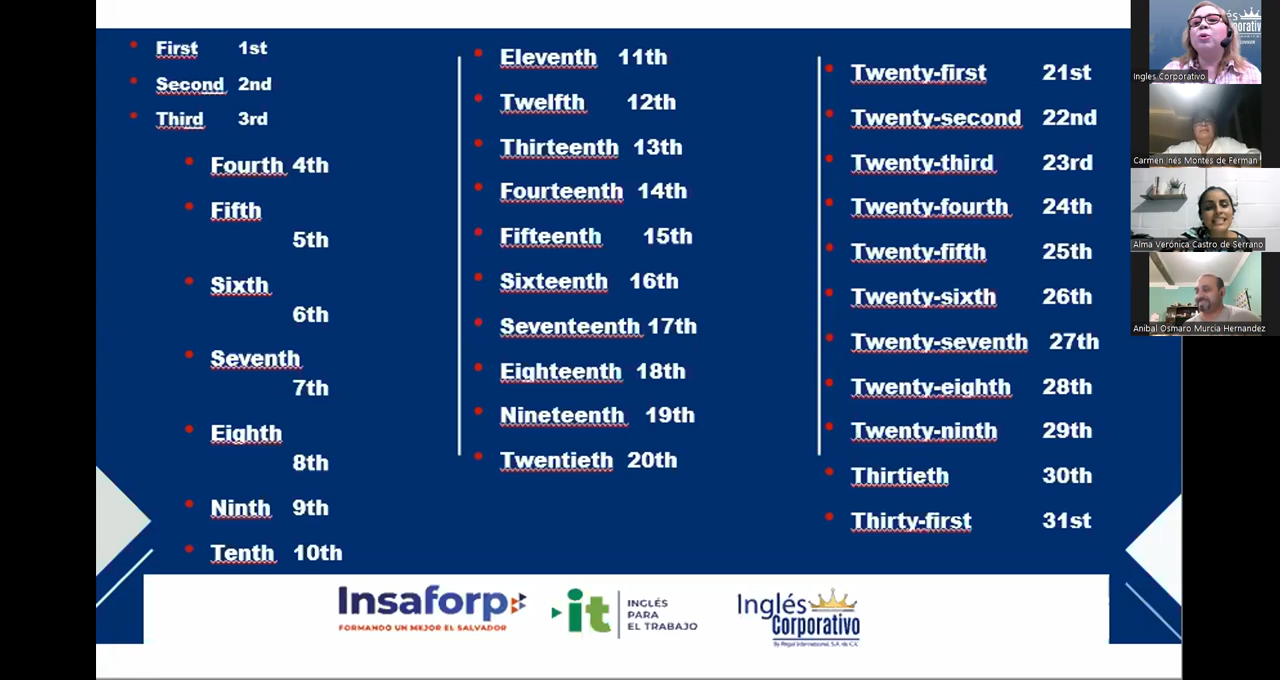 First 1st
Second 2nd
Third 3rd
Fourth 4th
Fifth
5th
Sixth
6th
Seventh
7th
Eighth
8th
Ninth 9th
Tenth 10th
Eleventh 11th
Twelfth 12th
Thirteenth 13th
Fourteenth 14th
Fifteenth 15th
Sixteenth 16th
Seventeenth 17th
Eighteenth 18th
Nineteenth 19th
Twentieth 20th
Twenty-first 21st
Twenty-second 22nd
Twenty-third 23rd
Twenty-fourth 24th
Twenty-fifth 25th
Twenty-sixth 26th
Twenty-seventh 27th
Twenty-eighth 28th
Twenty-ninth 29th
Thirtieth 30th
Thirty-first 31st
Insaforp
FORMANDO UN MEJOR EL SALVADOR
it
INGLÉS
PARA
EL TRABAJO
Inglés
Corporativo
Ingles Corporativo
Carmen Inés Montes de Ferman
Alma Verónica Castro de Serrano
Anibal Osmaro Murcia Hernandez